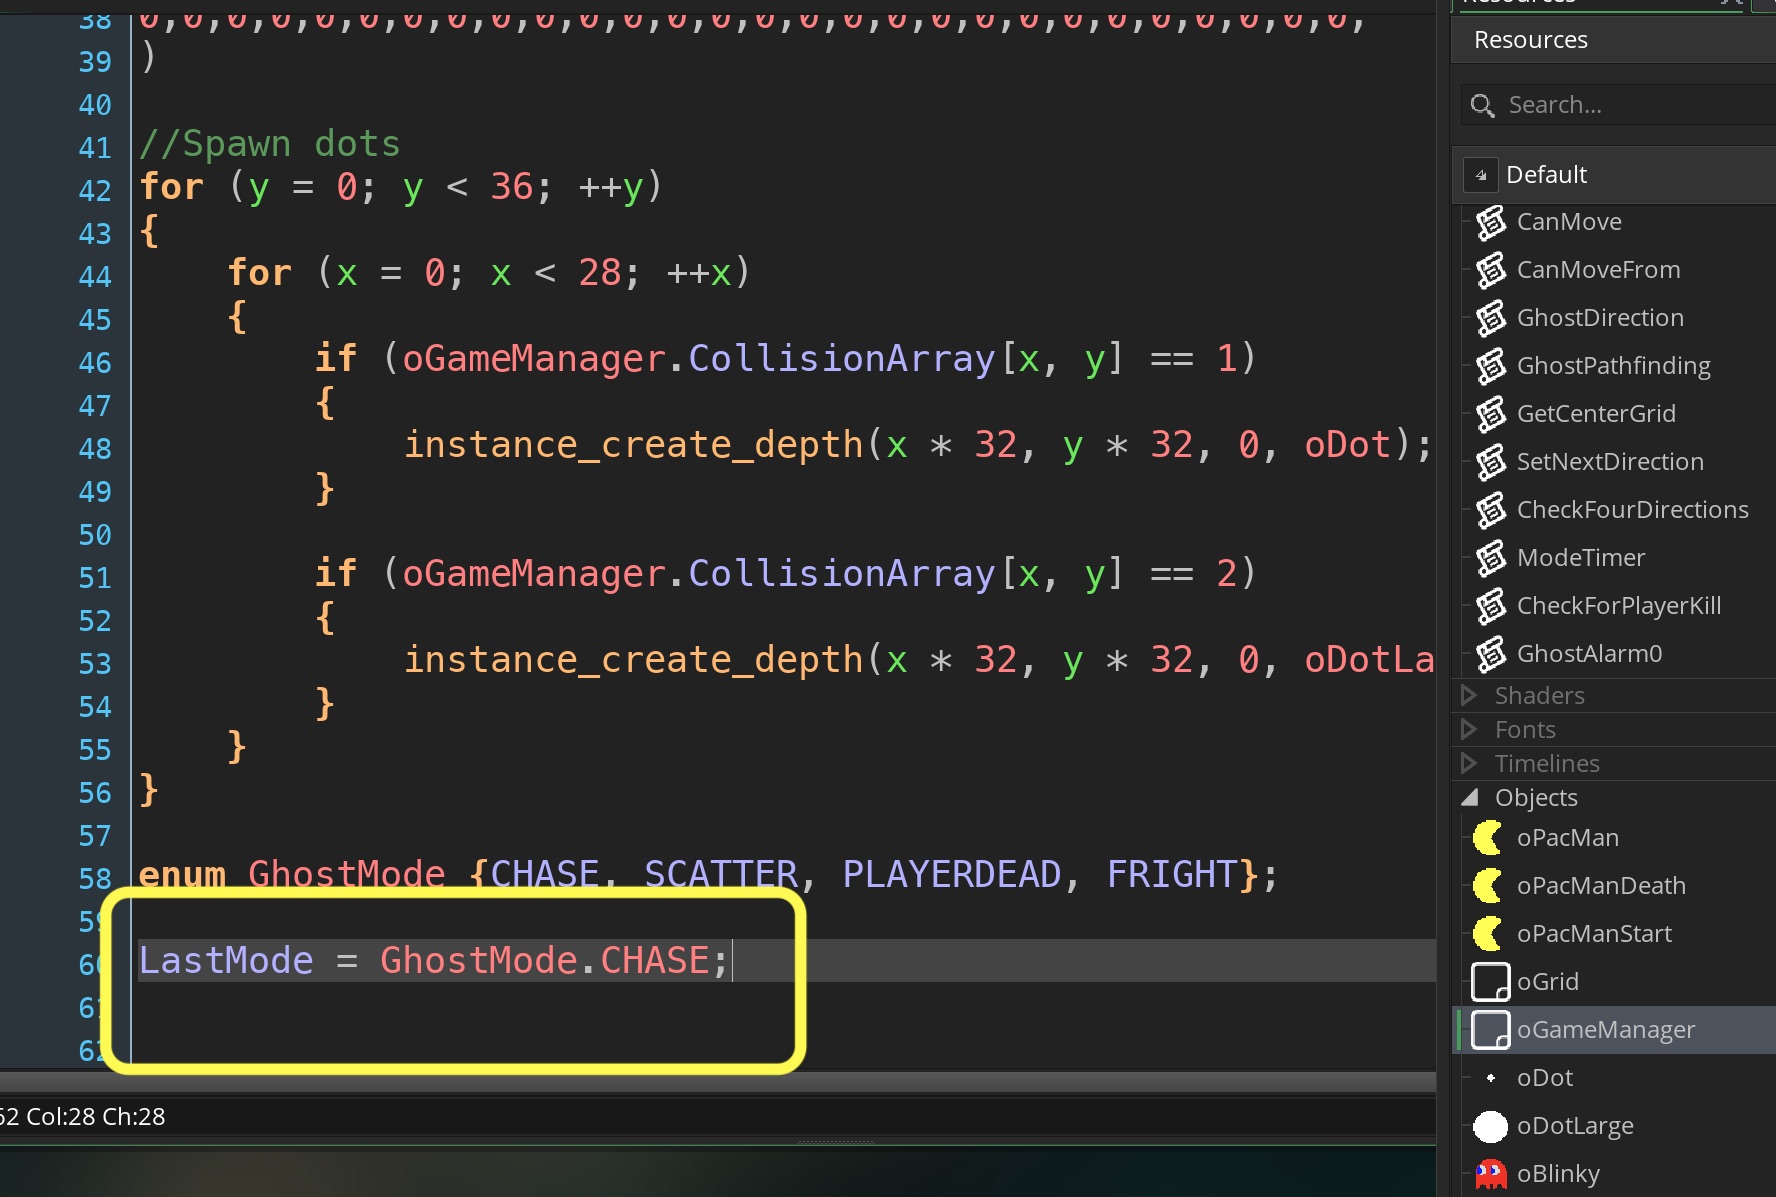 38 0,0,0,0,0,0,0,0,0,0,0,0,0,0,0,0,0,0,0,0,0,0,0,0,0,0,0,0,
39 )
40
41 //Spawn dots
42 for (y = 0; y < 36; ++y)
43 {
44 for (x = 0; x < 28; ++x)
45 {
46 if (oGameManager.CollisionArray[x, y] == 1)
47 {
48 instance_create_depth(x * 32, y * 32, 0, oDot);
49 }
50
51 if (oGameManager.CollisionArray[x, y] == 2)
52 {
53 instance_create_depth(x * 32, y * 32, 0, oDotLa
54 }
55 }
56 }
57
58 enum GhostMode {CHASE, SCATTER, PLAYERDEAD, FRIGHT};
59
60 LastMode = GhostMode.CHASE;
61
62
62 Col:28 Ch:28
Resources
Resources
Search...
Default
CanMove
CanMoveFrom
GhostDirection
GhostPathfinding
GetCenterGrid
SetNextDirection
CheckFourDirections
ModeTimer
CheckForPlayerKill
GhostAlarm0
Shaders
Fonts
Timelines
Objects
oPacMan
oPacManDeath
oPacManStart
oGrid
oGameManager
oDot
oDotLarge
oBlinky